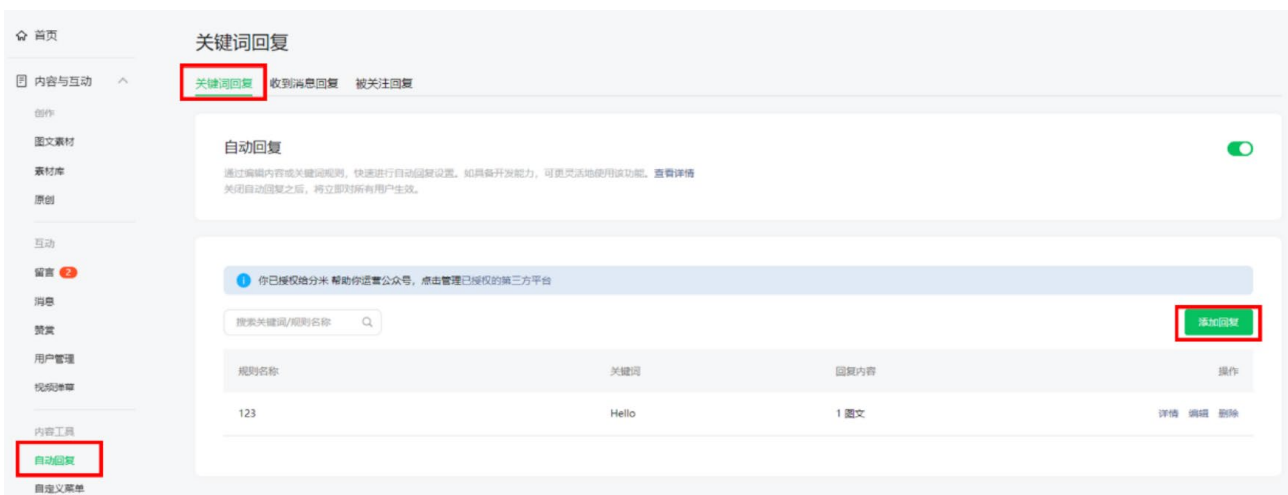 首页
内容与互动
创作
图文素材
素材库
原创
互动
留言 2
消息
赞赏
用户管理
视频弹幕
内容工具
自动回复
自定义菜单
关键词回复
关键词回复 收到消息回复 被关注回复
自动回复
通过编辑内容或关键词规则，快速进行自动回复设置。如具备开发能力，可更灵活地使用该功能。查看详情
关闭自动回复之后，将立即对所有用户生效。
你已授权给分米 帮助你运营公众号，点击管理已授权的第三方平台
搜索关键词/规则名称
添加回复
规则名称 关键词 回复内容 操作
123 Hello 1 图文 详情 编辑 删除